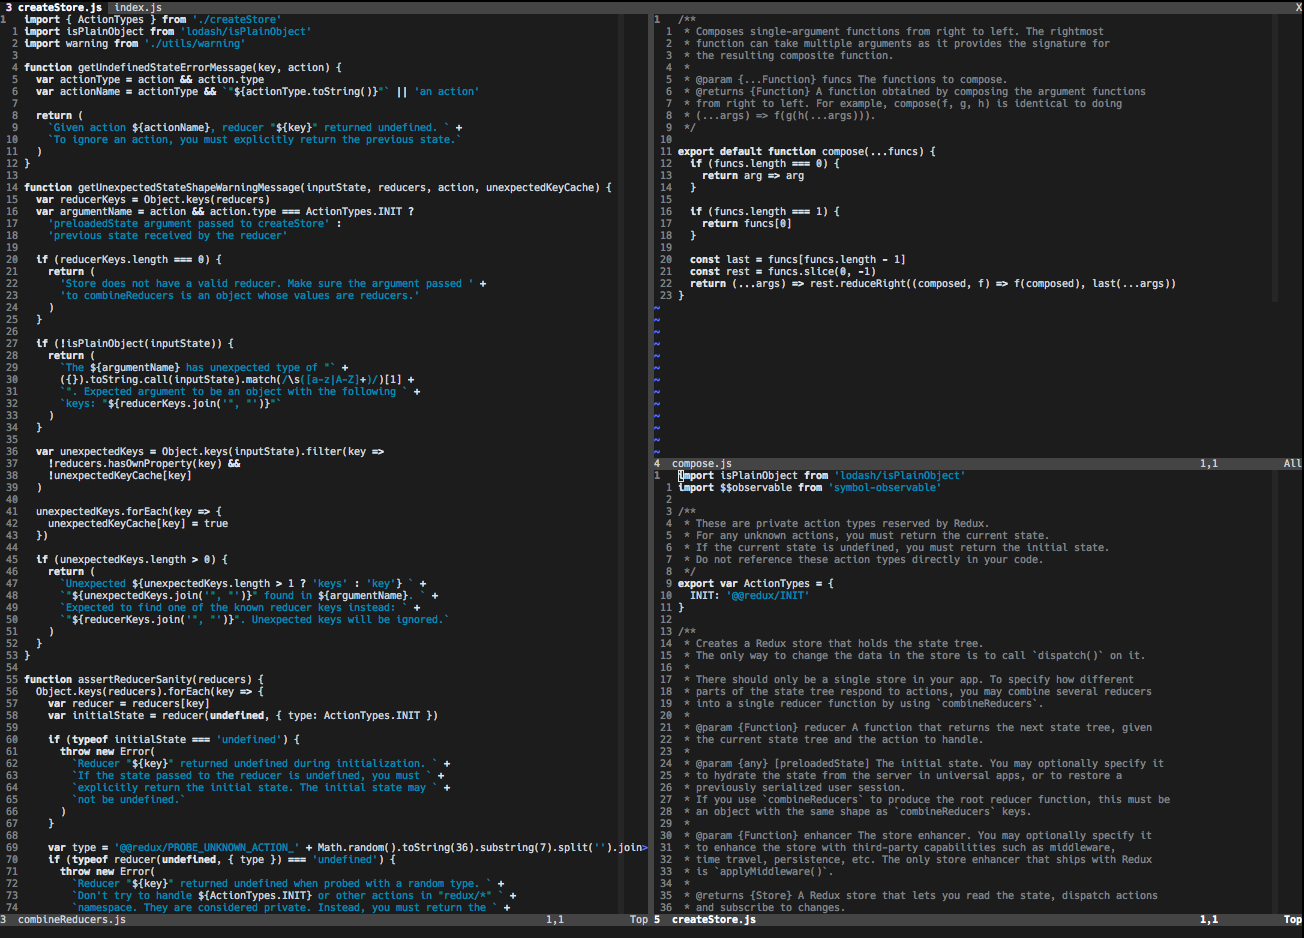 3 createStore.js  index.js X
1   import { ActionTypes } from './createStore'
  1 import isPlainObject from 'lodash/isPlainObject'
  2 import warning from './utils/warning'
  3
  4 function getUndefinedStateErrorMessage(key, action) {
  5   var actionType = action && action.type
  6   var actionName = actionType && `"${actionType.toString()}"` || 'an action'
  7
  8   return (
  9     `Given action ${actionName}, reducer "${key}" returned undefined. ` +
 10     `To ignore an action, you must explicitly return the previous state.`
 11   )
 12 }
 13
 14 function getUnexpectedStateShapeWarningMessage(inputState, reducers, action, unexpectedKeyCache) {
 15   var reducerKeys = Object.keys(reducers)
 16   var argumentName = action && action.type === ActionTypes.INIT ?
 17     'preloadedState argument passed to createStore' :
 18     'previous state received by the reducer'
 19
 20   if (reducerKeys.length === 0) {
 21     return (
 22       'Store does not have a valid reducer. Make sure the argument passed ' +
 23       'to combineReducers is an object whose values are reducers.'
 24     )
 25   }
 26
 27   if (!isPlainObject(inputState)) {
 28     return (
 29       `The ${argumentName} has unexpected type of "` +
 30       ({}).toString.call(inputState).match(/\s([a-z|A-Z]+)/)[1] +
 31       `". Expected argument to be an object with the following ` +
 32       `keys: "${reducerKeys.join('", "')}"`
 33     )
 34   }
 35
 36   var unexpectedKeys = Object.keys(inputState).filter(key =>
 37     !reducers.hasOwnProperty(key) &&
 38     !unexpectedKeyCache[key]
 39   )
 40
 41   unexpectedKeys.forEach(key => {
 42     unexpectedKeyCache[key] = true
 43   })
 44
 45   if (unexpectedKeys.length > 0) {
 46     return (
 47       `Unexpected ${unexpectedKeys.length > 1 ? 'keys' : 'key'} ` +
 48       `"${unexpectedKeys.join('", "')}" found in ${argumentName}. ` +
 49       `Expected to find one of the known reducer keys instead: ` +
 50       `"${reducerKeys.join('", "')}". Unexpected keys will be ignored.`
 51     )
 52   }
 53 }
 54
 55 function assertReducerSanity(reducers) {
 56   Object.keys(reducers).forEach(key => {
 57     var reducer = reducers[key]
 58     var initialState = reducer(undefined, { type: ActionTypes.INIT })
 59
 60     if (typeof initialState === 'undefined') {
 61       throw new Error(
 62         `Reducer "${key}" returned undefined during initialization. ` +
 63         `If the state passed to the reducer is undefined, you must ` +
 64         `explicitly return the initial state. The initial state may ` +
 65         `not be undefined.`
 66       )
 67     }
 68
 69     var type = '@@redux/PROBE_UNKNOWN_ACTION_' + Math.random().toString(36).substring(7).split('').join>
 70     if (typeof reducer(undefined, { type }) === 'undefined') {
 71       throw new Error(
 72         `Reducer "${key}" returned undefined when probed with a random type. ` +
 73         `Don't try to handle ${ActionTypes.INIT} or other actions in "redux/*" ` +
 74         `namespace. They are considered private. Instead, you must return the ` +
3  combineReducers.js 1,1 Top
1   /**
  1  * Composes single-argument functions from right to left. The rightmost
  2  * function can take multiple arguments as it provides the signature for
  3  * the resulting composite function.
  4  *
  5  * @param {...Function} funcs The functions to compose.
  6  * @returns {Function} A function obtained by composing the argument functions
  7  * from right to left. For example, compose(f, g, h) is identical to doing
  8  * (...args) => f(g(h(...args))).
  9  */
 10
 11 export default function compose(...funcs) {
 12   if (funcs.length === 0) {
 13     return arg => arg
 14   }
 15
 16   if (funcs.length === 1) {
 17     return funcs[0]
 18   }
 19
 20   const last = funcs[funcs.length - 1]
 21   const rest = funcs.slice(0, -1)
 22   return (...args) => rest.reduceRight((composed, f) => f(composed), last(...args))
 23 }
~
~
~
~
~
~
~
~
~
~
~
~
~
4  compose.js 1,1 All
1   import isPlainObject from 'lodash/isPlainObject'
  1 import $$observable from 'symbol-observable'
  2
  3 /**
  4  * These are private action types reserved by Redux.
  5  * For any unknown actions, you must return the current state.
  6  * If the current state is undefined, you must return the initial state.
  7  * Do not reference these action types directly in your code.
  8  */
  9 export var ActionTypes = {
 10   INIT: '@@redux/INIT'
 11 }
 12
 13 /**
 14  * Creates a Redux store that holds the state tree.
 15  * The only way to change the data in the store is to call `dispatch()` on it.
 16  *
 17  * There should only be a single store in your app. To specify how different
 18  * parts of the state tree respond to actions, you may combine several reducers
 19  * into a single reducer function by using `combineReducers`.
 20  *
 21  * @param {Function} reducer A function that returns the next state tree, given
 22  * the current state tree and the action to handle.
 23  *
 24  * @param {any} [preloadedState] The initial state. You may optionally specify it
 25  * to hydrate the state from the server in universal apps, or to restore a
 26  * previously serialized user session.
 27  * If you use `combineReducers` to produce the root reducer function, this must be
 28  * an object with the same shape as `combineReducers` keys.
 29  *
 30  * @param {Function} enhancer The store enhancer. You may optionally specify it
 31  * to enhance the store with third-party capabilities such as middleware,
 32  * time travel, persistence, etc. The only store enhancer that ships with Redux
 33  * is `applyMiddleware()`.
 34  *
 35  * @returns {Store} A Redux store that lets you read the state, dispatch actions
 36  * and subscribe to changes.
5  createStore.js 1,1 Top